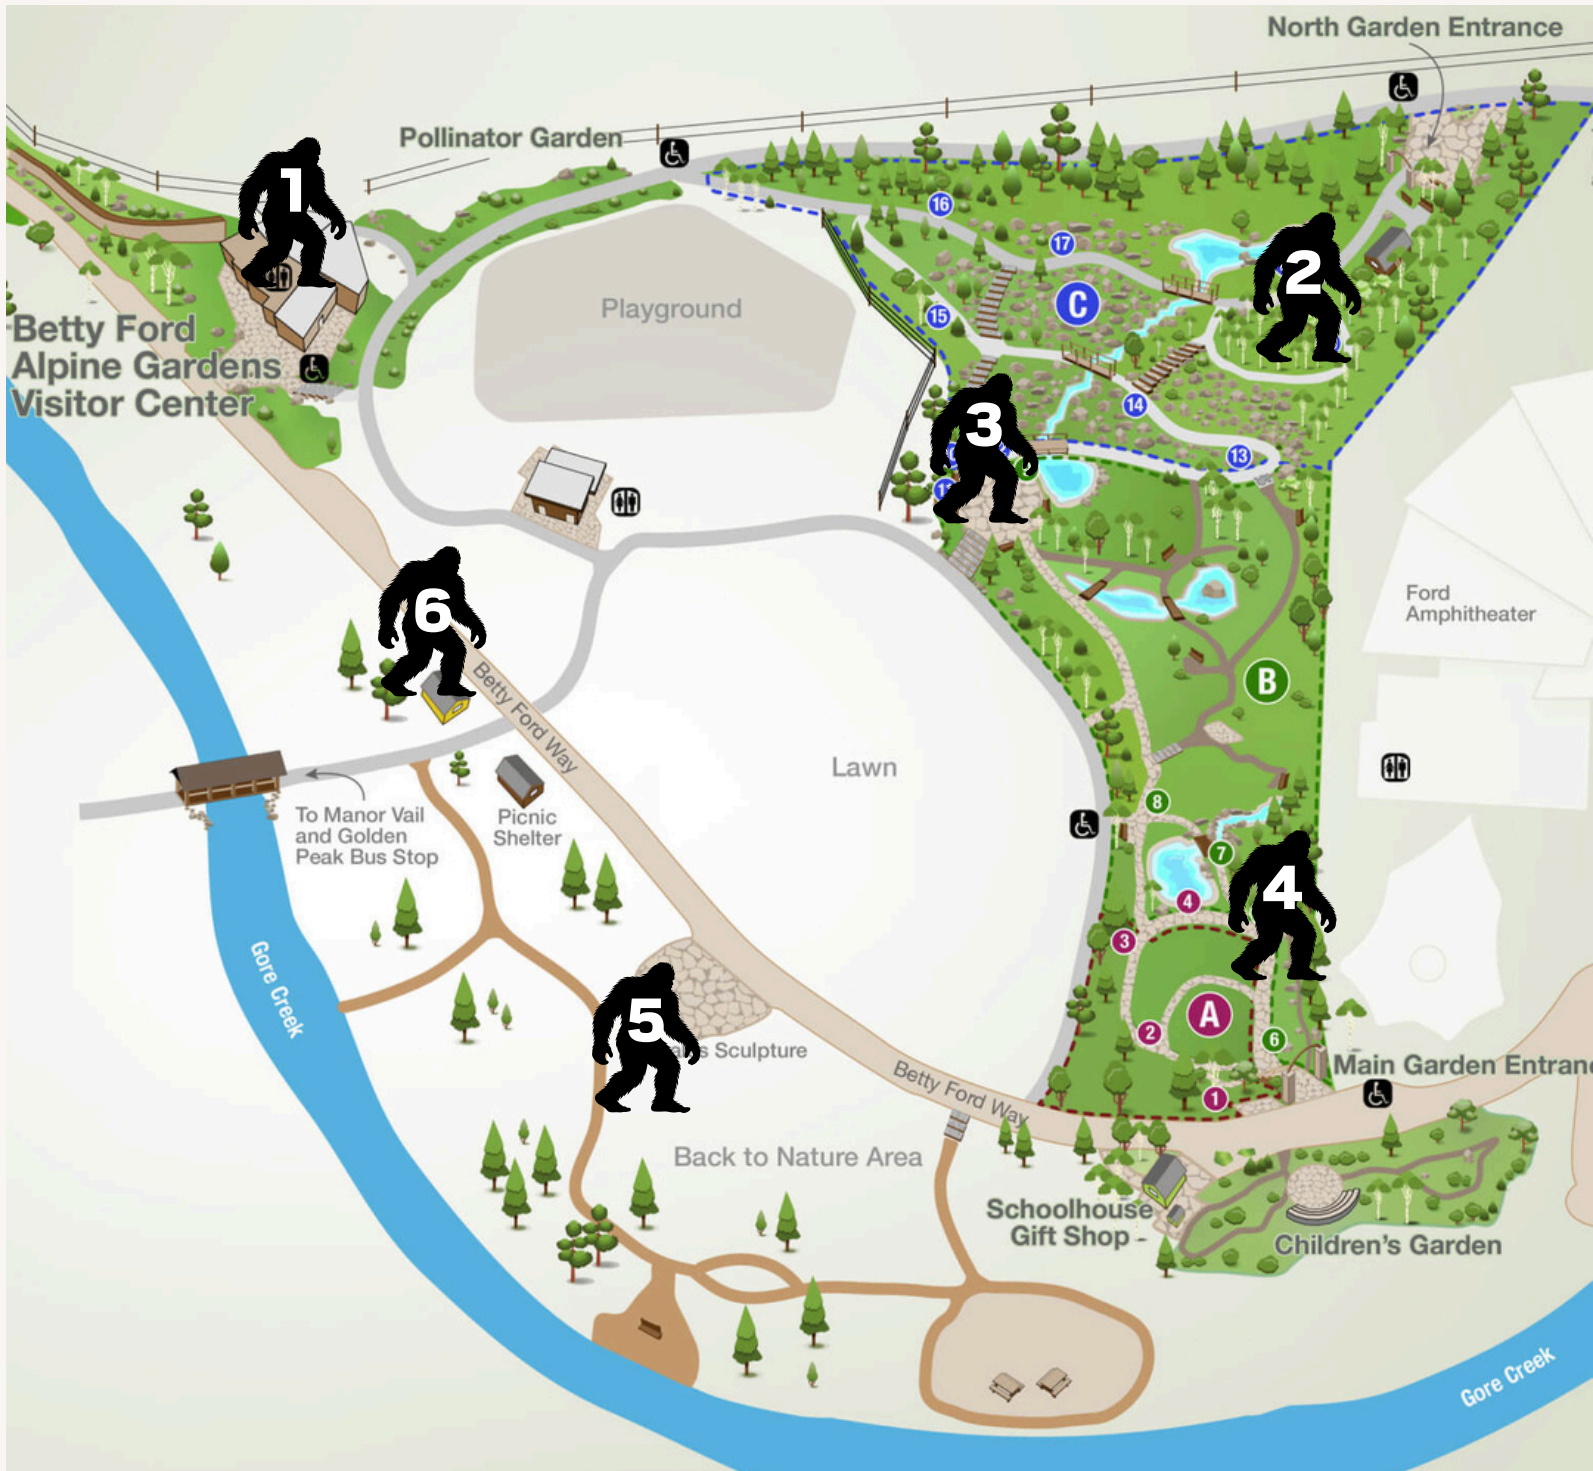 North Garden Entrance
Pollinator Garden
1
16
17
2
C
Playground
Betty Ford
Alpine Gardens
Visitor Center
15
14
3
13
Ford
Amphitheater
6
Betty Ford Way
B
Lawn
8
To Manor Vail
and Golden
Peak Bus Stop
Picnic
Shelter
7
4
4
3
Gore Creek
5
Sculpture
A
2
6
Main Garden
Betty Ford Way
1
Back to Nature Area
Schoolhouse
Gift Shop
Children's Garden
Gore Creek